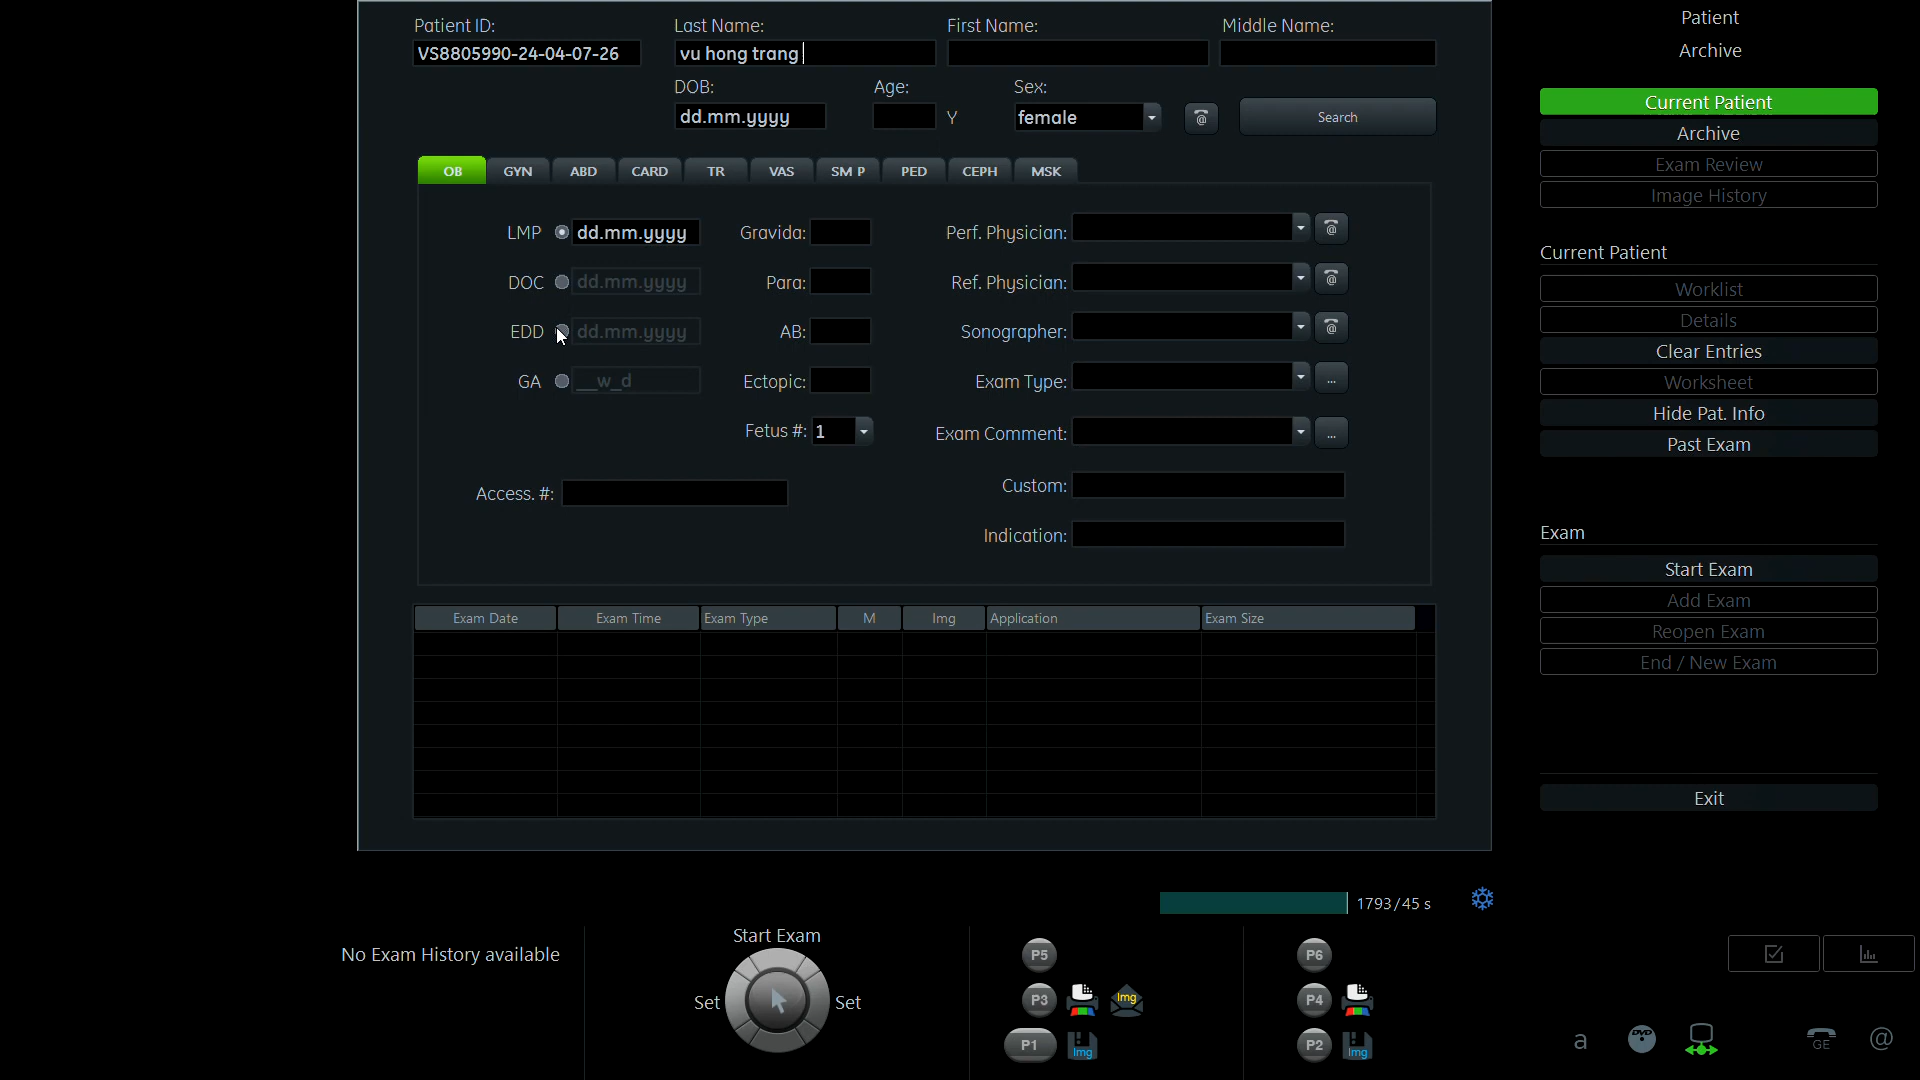 Patient ID: Last Name: First Name: Middle Name:
VS8805990-24-04-07-26 vu hong trang
DOB: Age: Sex:
dd.mm.yyyy Y female @ Search
OB GYN ABD CARD TR VAS SM P PED CEPH MSK
LMP dd.mm.yyyy Gravida: Perf. Physician: @
DOC dd.mm.yyyy Para: Ref. Physician: @
EDD dd.mm.yyyy AB: Sonographer: @
GA __w_d Ectopic: Exam Type: ...
Fetus #: 1 Exam Comment: ...
Access. #: Custom:
Indication:
Exam Date Exam Time Exam Type M Img Application Exam Size
1793/45 s
No Exam History available
Start Exam
Set Set
P5
P3 Img
P1 Img
P6
P4
P2 Img
Patient
Archive
Current Patient
Archive
Exam Review
Image History
Current Patient
Worklist
Details
Clear Entries
Worksheet
Hide Pat. Info
Past Exam
Exam
Start Exam
Add Exam
Reopen Exam
End / New Exam
Exit
a DVD GE @